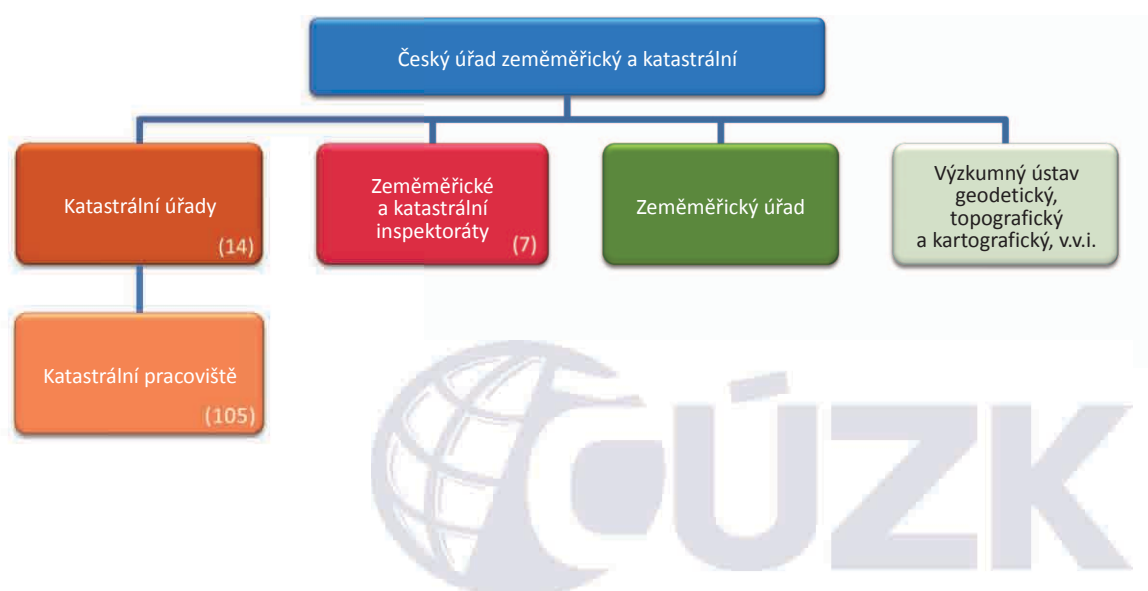 Český úřad zeměměřický a katastrální
Katastrální úřady
(14)
Zeměměřické
a katastrální
inspektoráty
(7)
Zeměměřický úřad
Výzkumný ústav
geodetický,
topografický
a kartografický, v.v.i.
Katastrální pracoviště
(105)
ČÚZK